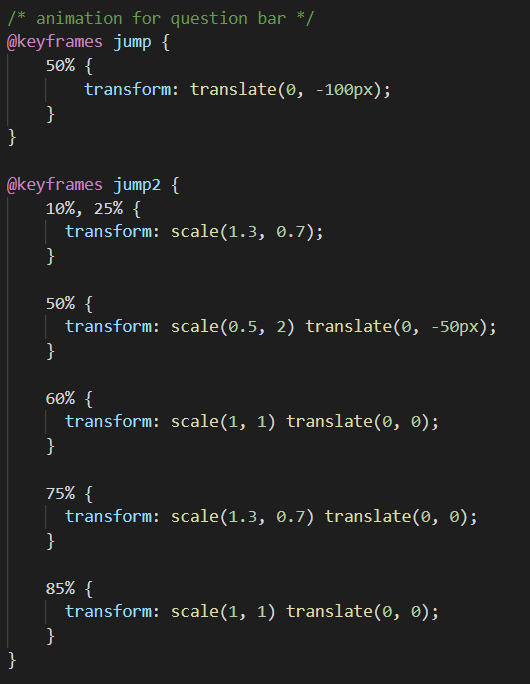 /* animation for question bar */
@keyframes jump {
    50% {
        transform: translate(0, -100px);
    }
}

@keyframes jump2 {
    10%, 25% {
      transform: scale(1.3, 0.7);
    }

    50% {
      transform: scale(0.5, 2) translate(0, -50px);
    }

    60% {
      transform: scale(1, 1) translate(0, 0);
    }

    75% {
      transform: scale(1.3, 0.7) translate(0, 0);
    }

    85% {
      transform: scale(1, 1) translate(0, 0);
    }
}